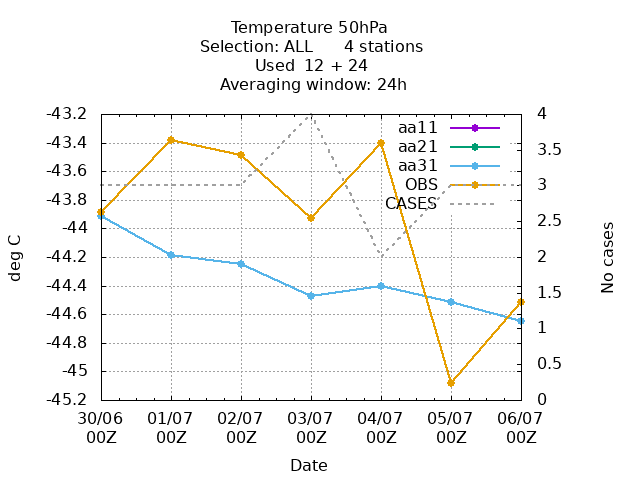 Temperature 50hPa
Selection: ALL      4 stations
Used  12 + 24
Averaging window: 24h
-43.2
-43.4
-43.6
-43.8
-44
-44.2
-44.4
-44.6
-44.8
-45
-45.2
deg C
aa11
aa21
aa31
OBS
CASES
4
3.5
3
2.5
2
1.5
1
0.5
0
No cases
30/06 01/07 02/07 03/07 04/07 05/07 06/07
00Z 00Z 00Z 00Z 00Z 00Z 00Z
Date